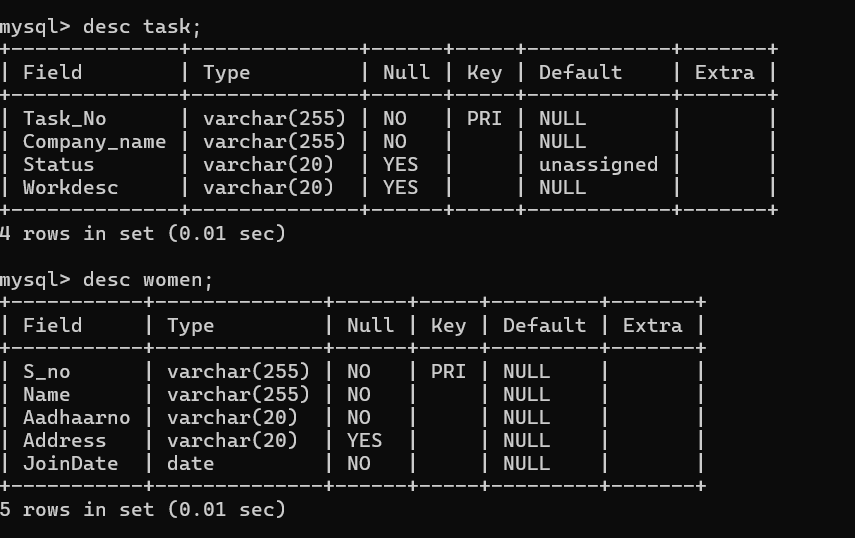 mysql> desc task;
+--------------+--------------+------+-----+------------+-------+
| Field        | Type         | Null | Key | Default    | Extra |
+--------------+--------------+------+-----+------------+-------+
| Task_No      | varchar(255) | NO   | PRI | NULL       |       |
| Company_name | varchar(255) | NO   |     | NULL       |       |
| Status       | varchar(20)  | YES  |     | unassigned |       |
| Workdesc     | varchar(20)  | YES  |     | NULL       |       |
+--------------+--------------+------+-----+------------+-------+
4 rows in set (0.01 sec)
mysql> desc women;
+-----------+--------------+------+-----+---------+-------+
| Field     | Type         | Null | Key | Default | Extra |
+-----------+--------------+------+-----+---------+-------+
| S_no      | varchar(255) | NO   | PRI | NULL    |       |
| Name      | varchar(255) | NO   |     | NULL    |       |
| Aadhaarno | varchar(20)  | NO   |     | NULL    |       |
| Address   | varchar(20)  | YES  |     | NULL    |       |
| JoinDate  | date         | NO   |     | NULL    |       |
+-----------+--------------+------+-----+---------+-------+
5 rows in set (0.01 sec)